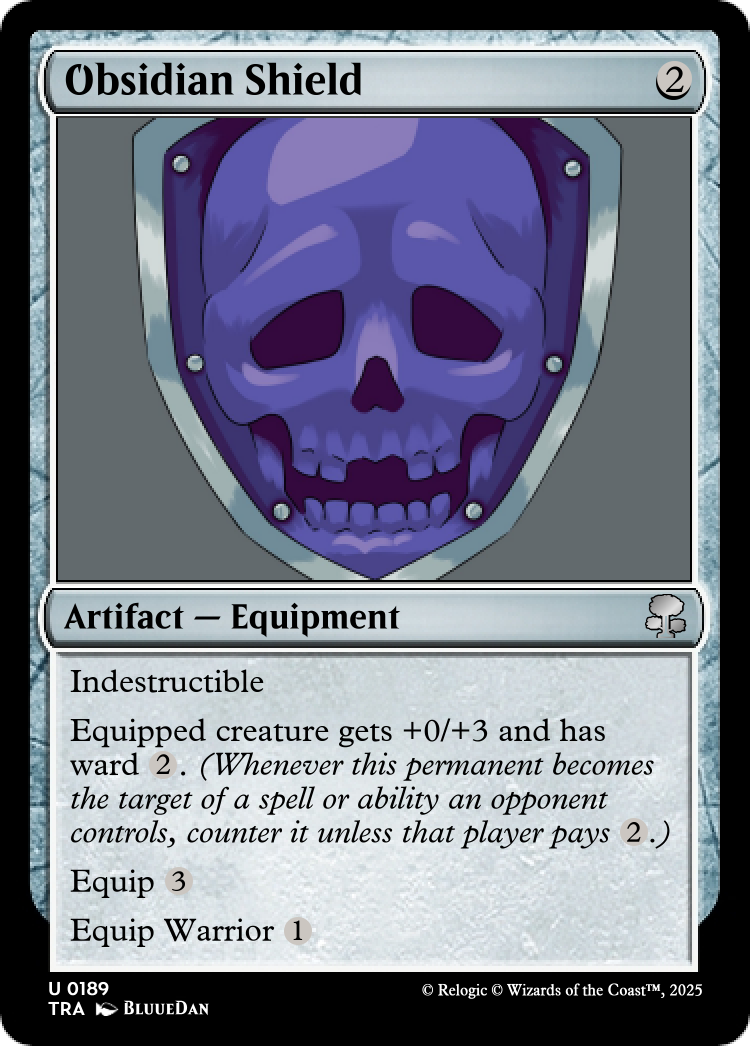 Obsidian Shield 2
Artifact — Equipment
Indestructible
Equipped creature gets +0/+3 and has
ward 2. (Whenever this permanent becomes
the target of a spell or ability an opponent
controls, counter it unless that player pays 2.)
Equip 3
Equip Warrior 1
U 0189
© Relogic © Wizards of the Coast™, 2025
TRA BluueDan